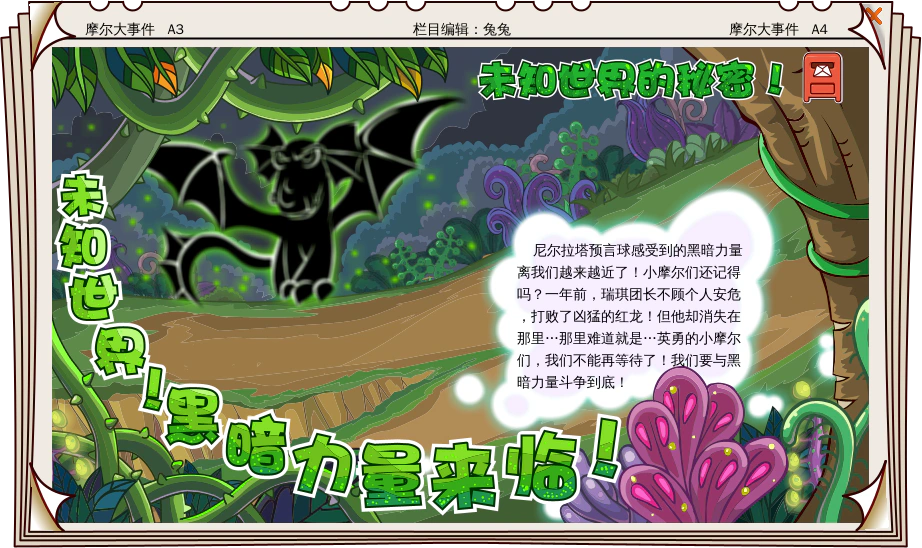 摩尔大事件 A3
栏目编辑：兔兔
摩尔大事件 A4
未知世界的秘密！
未知世界！黑暗力量来临！
尼尔拉塔预言球感受到的黑暗力量
离我们越来越近了！小摩尔们还记得
吗？一年前，瑞琪团长不顾个人安危
，打败了凶猛的红龙！但他却消失在
那里…那里难道就是…英勇的小摩尔
们，我们不能再等待了！我们要与黑
暗力量斗争到底！